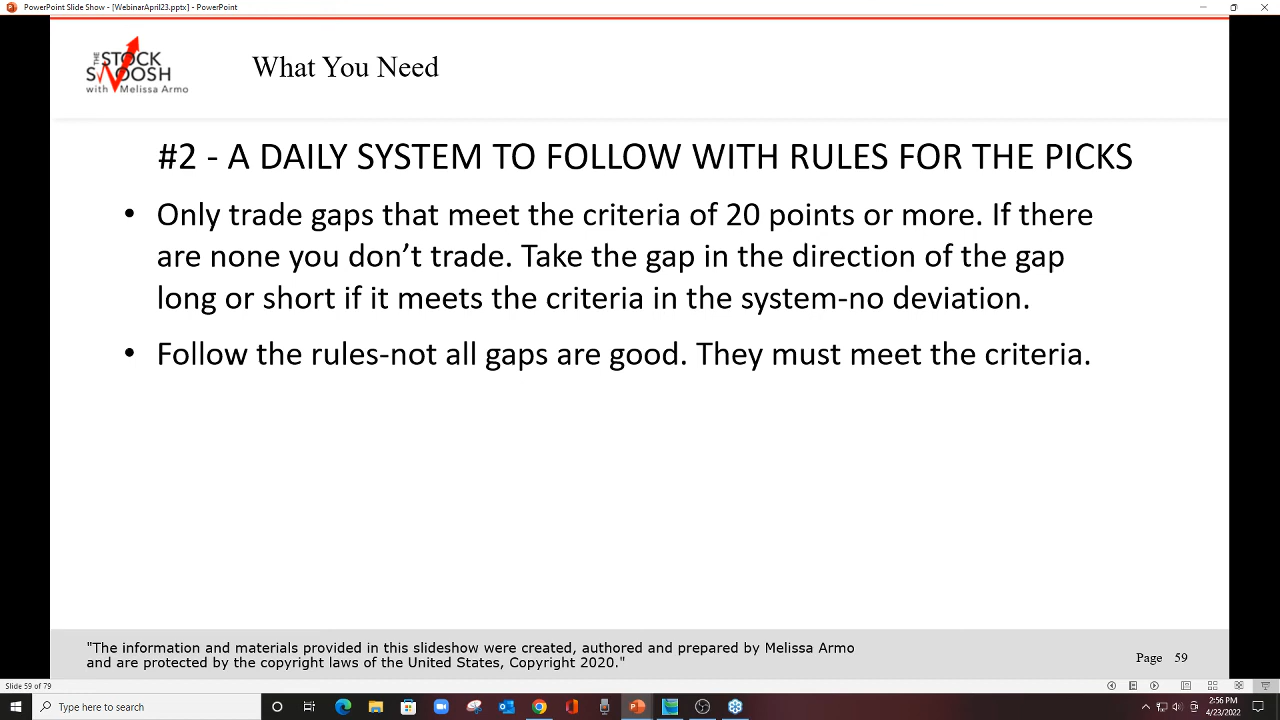 PowerPoint Slide Show - [WebinarApril23.pptx] - PowerPoint
THE
STOCK
SWOOSH
with Melissa Armo
What You Need
#2 - A DAILY SYSTEM TO FOLLOW WITH RULES FOR THE PICKS
• Only trade gaps that meet the criteria of 20 points or more. If there
are none you don’t trade. Take the gap in the direction of the gap
long or short if it meets the criteria in the system-no deviation.
• Follow the rules-not all gaps are good. They must meet the criteria.
"The information and materials provided in this slideshow were created, authored and prepared by Melissa Armo
and are protected by the copyright laws of the United States, Copyright 2020."
Page 59
Slide 59 of 79
Type here to search
2:56 PM
4/23/2022